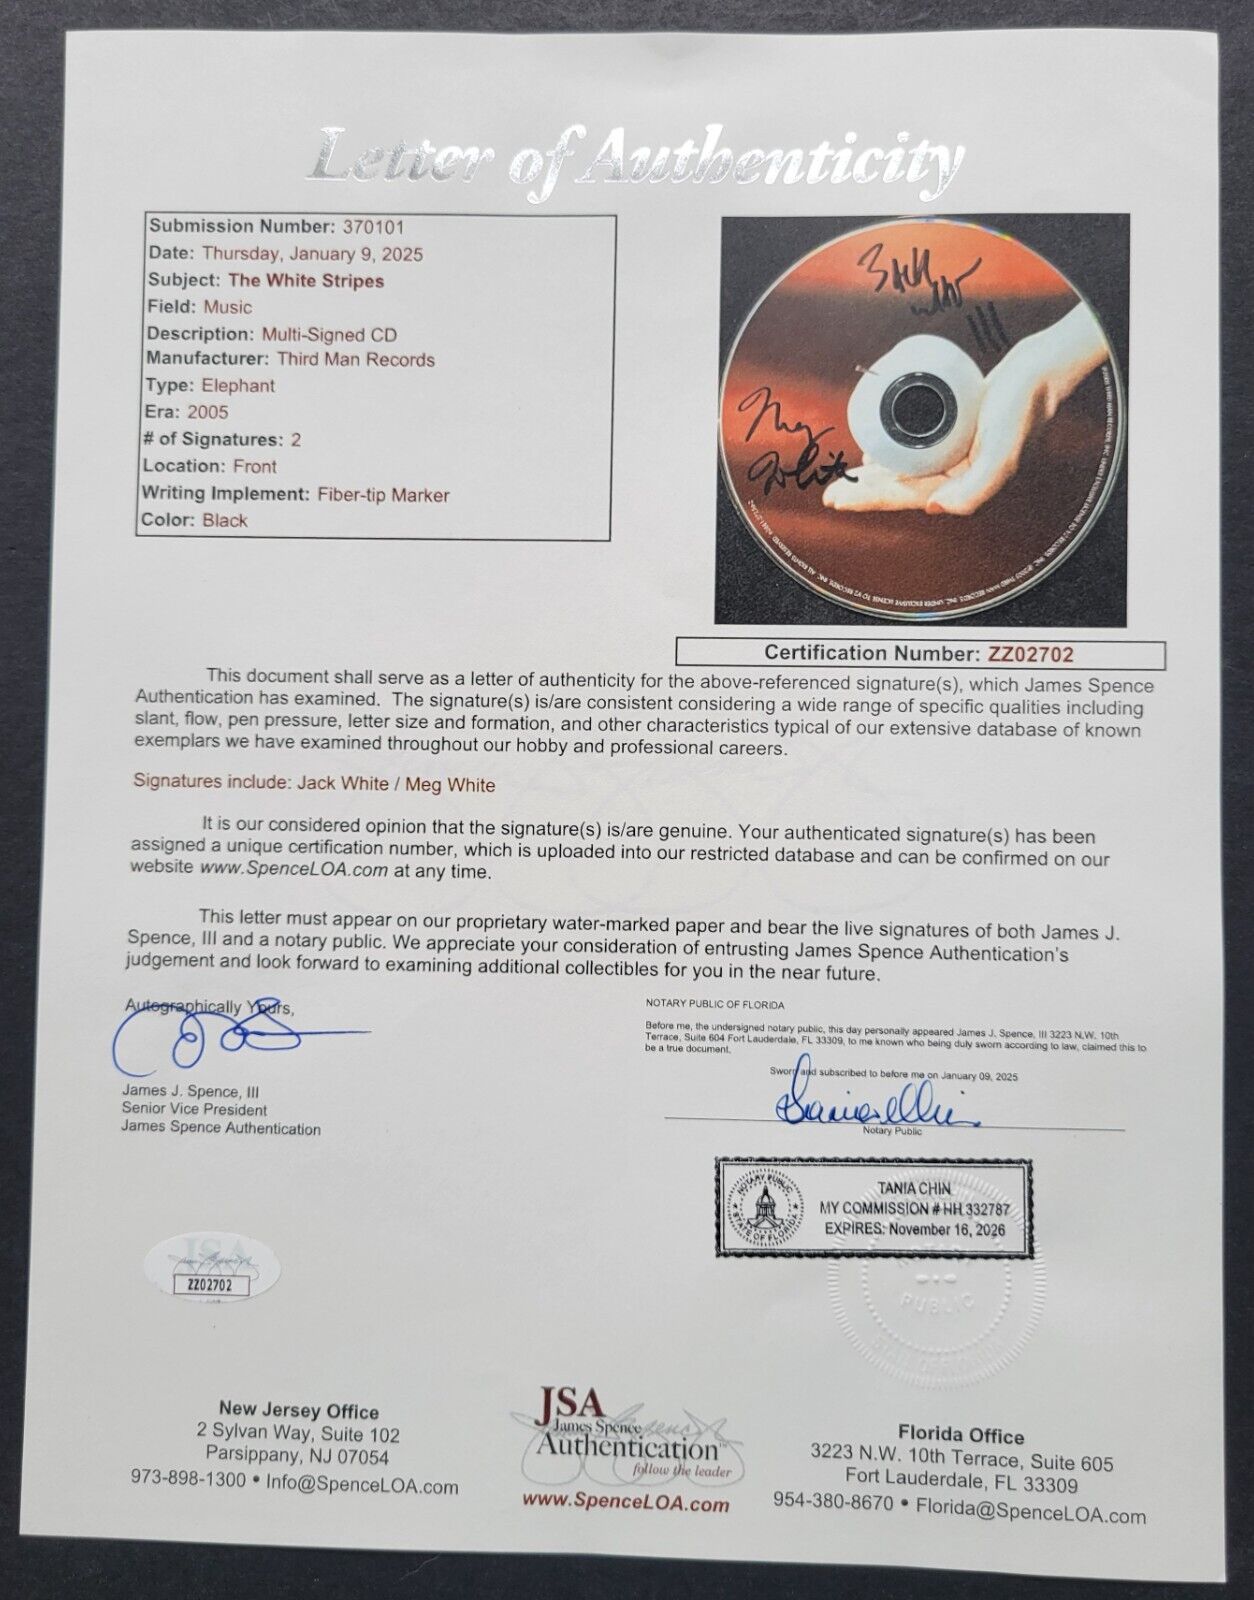 Letter of Authenticity
Submission Number: 370101
Date: Thursday, January 9, 2025
Subject: The White Stripes
Field: Music
Description: Multi-Signed CD
Manufacturer: Third Man Records
Type: Elephant
Era: 2005
# of Signatures: 2
Location: Front
Writing Implement: Fiber-tip Marker
Color: Black
Jack
White
III
Meg
White
Certification Number: ZZ02702
This document shall serve as a letter of authenticity for the above-referenced signature(s), which James Spence
Authentication has examined. The signature(s) is/are consistent considering a wide range of specific qualities including
slant, flow, pen pressure, letter size and formation, and other characteristics typical of our extensive database of known
exemplars we have examined throughout our hobby and professional careers.
Signatures include: Jack White / Meg White
It is our considered opinion that the signature(s) is/are genuine. Your authenticated signature(s) has been
assigned a unique certification number, which is uploaded into our restricted database and can be confirmed on our
website www.SpenceLOA.com at any time.
This letter must appear on our proprietary water-marked paper and bear the live signatures of both James J.
Spence, III and a notary public. We appreciate your consideration of entrusting James Spence Authentication's
judgement and look forward to examining additional collectibles for you in the near future.
Autographically Yours,
James J. Spence, III
Senior Vice President
James Spence Authentication
NOTARY PUBLIC OF FLORIDA
Before me, the undersigned notary public, this day personally appeared James J. Spence, III 3223 N.W. 10th
Terrace, Suite 604 Fort Lauderdale, FL 33309, to me known who being duly sworn according to law, claimed this to
be a true document.
Sworn and subscribed to before me on January 09, 2025
Notary Public
NOTARY PUBLIC
STATE OF FLORIDA
TANIA CHIN
MY COMMISSION # HH 332787
EXPIRES: November 16, 2026
PUBLIC
JSA
ZZ02702
New Jersey Office
2 Sylvan Way, Suite 102
Parsippany, NJ 07054
973-898-1300 • Info@SpenceLOA.com
JSA
James Spence
Authentication
follow the leader
www.SpenceLOA.com
Florida Office
3223 N.W. 10th Terrace, Suite 605
Fort Lauderdale, FL 33309
954-380-8670 • Florida@SpenceLOA.com